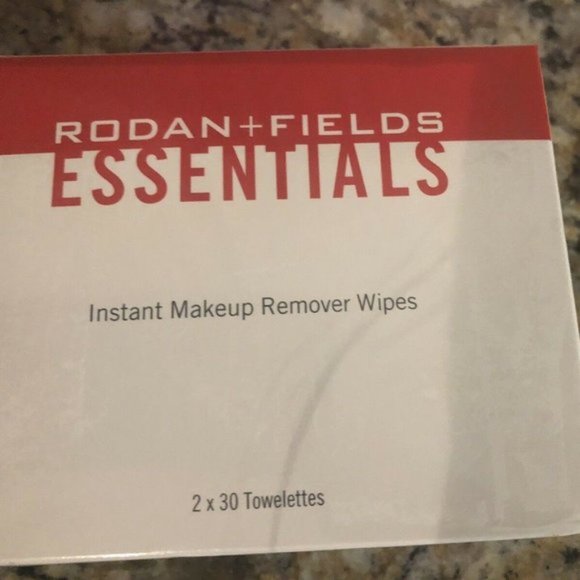 RODAN+FIELDS
ESSENTIALS
Instant Makeup Remover Wipes
2 x 30 Towelettes